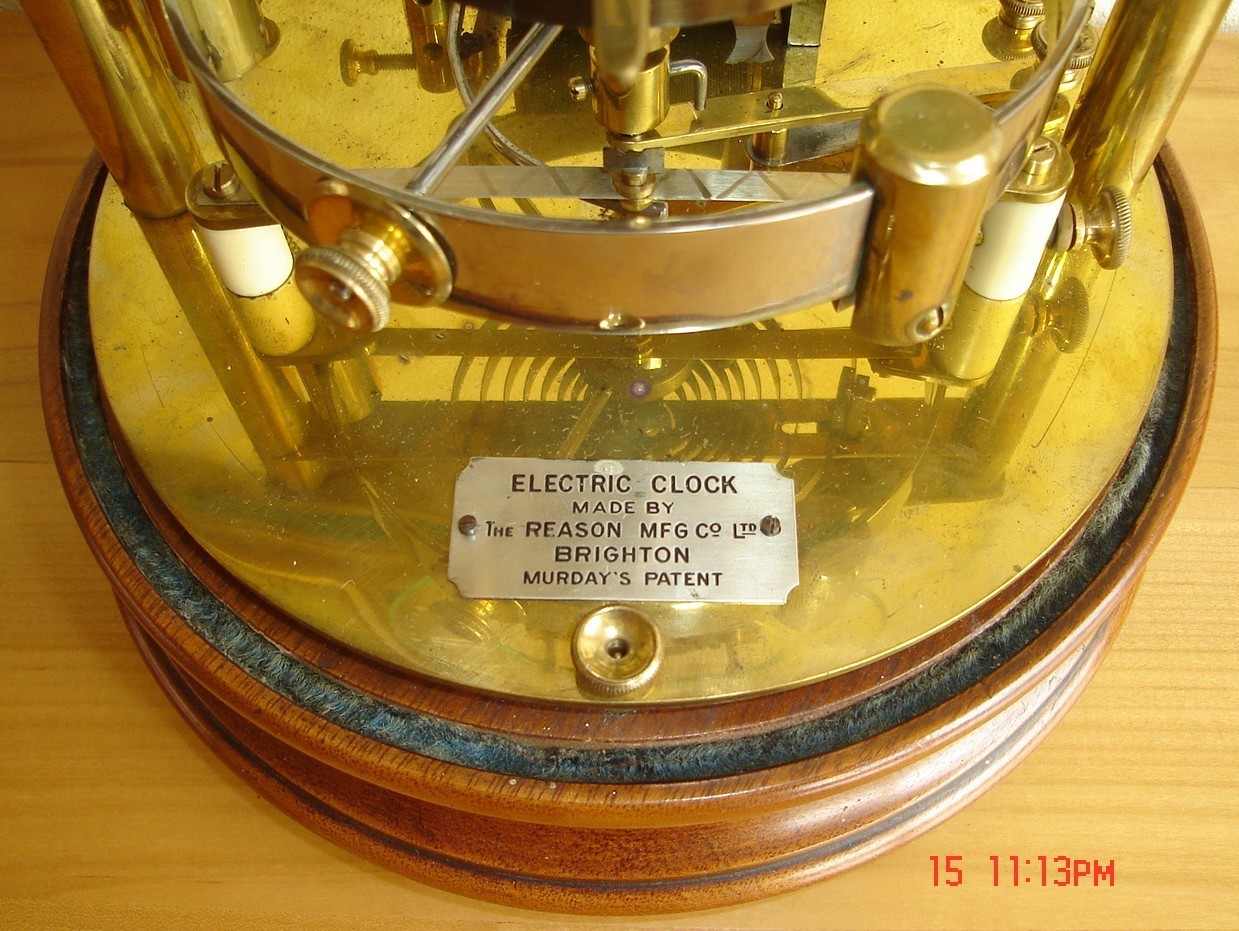 ELECTRIC CLOCK
MADE BY
THE REASON MFG CO LTD
BRIGHTON
MURDAY'S PATENT
15 11:13PM